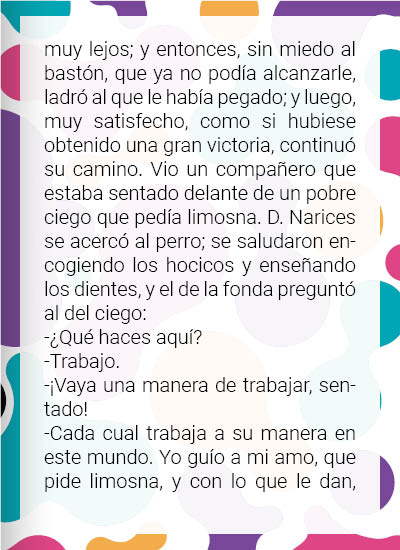 muy lejos; y entonces, sin miedo al
bastón, que ya no podía alcanzarle,
ladró al que le había pegado; y luego,
muy satisfecho, como si hubiese
obtenido una gran victoria, continuó
su camino. Vio un compañero que
estaba sentado delante de un pobre
ciego que pedía limosna. D. Narices
se acercó al perro; se saludaron en-
cogiendo los hocicos y enseñando
los dientes, y el de la fonda preguntó
al del ciego:
-¿Qué haces aquí?
-Trabajo.
-¡Vaya una manera de trabajar, sen-
tado!
-Cada cual trabaja a su manera en
este mundo. Yo guío a mi amo, que
pide limosna, y con lo que le dan,